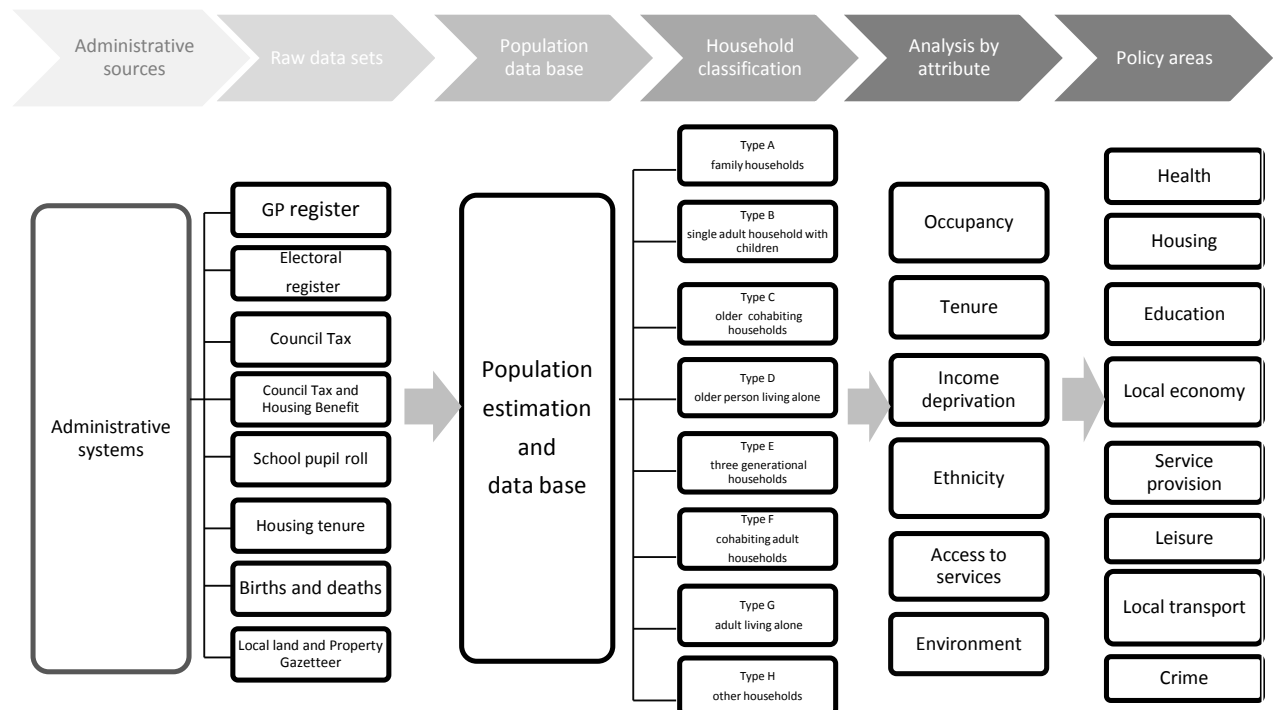 Administrative
sources
Raw data sets
Population
data base
Household
classification
Analysis by
attribute
Policy areas
Administrative
systems
GP register
Electoral
register
Council Tax
Council Tax and
Housing Benefit
School pupil roll
Housing tenure
Births and deaths
Local land and Property
Gazetteer
Population
estimation
and
data base
Type A
family households
Type B
single adult household with
children
Type C
older cohabiting
households
Type D
older person living alone
Type E
three generational
households
Type F
cohabiting adult
households
Type G
adult living alone
Type H
other households
Occupancy
Tenure
Income
deprivation
Ethnicity
Access to
services
Environment
Health
Housing
Education
Local economy
Service
provision
Leisure
Local transport
Crime